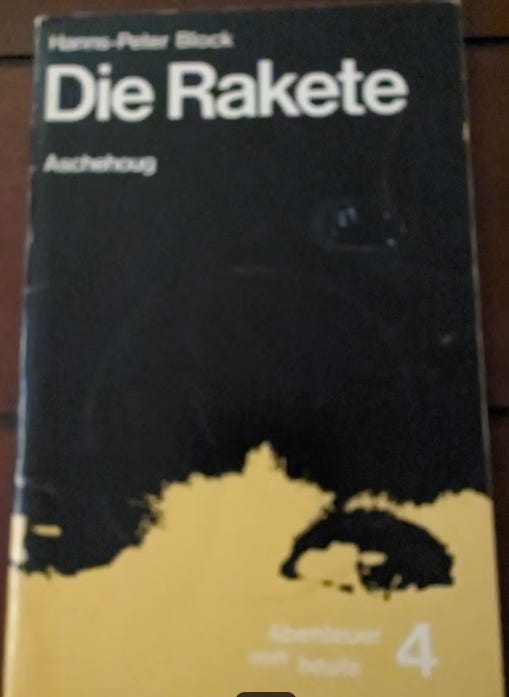 Hanns-Peter Block
Die Rakete
Aschehoug
abenteuer
von heute
4